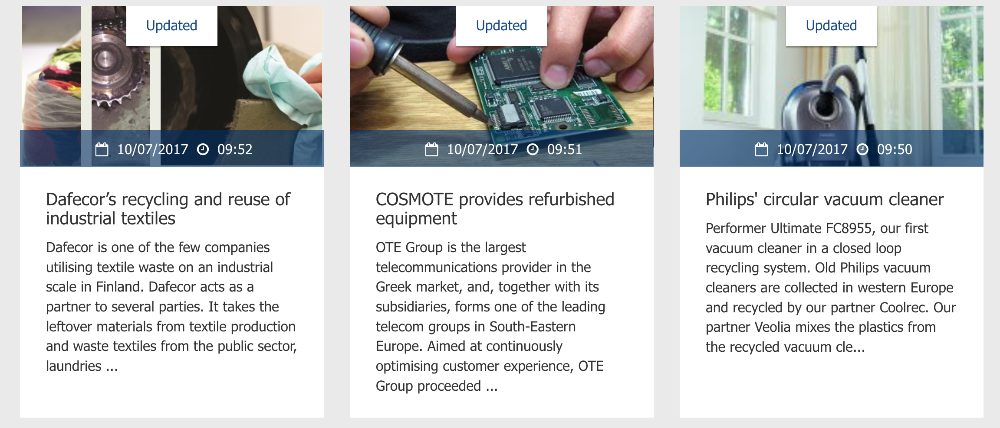 Updated
10/07/2017 09:52
Dafecor’s recycling and reuse of
industrial textiles
Dafecor is one of the few companies
utilising textile waste on an industrial
scale in Finland. Dafecor acts as a
partner to several parties. It takes the
leftover materials from textile production
and waste textiles from the public sector,
laundries ...
Updated
10/07/2017 09:51
COSMOTE provides refurbished
equipment
OTE Group is the largest
telecommunications provider in the
Greek market, and, together with its
subsidiaries, forms one of the leading
telecom groups in South-Eastern
Europe. Aimed at continuously
optimising customer experience, OTE
Group proceeded ...
Updated
10/07/2017 09:50
Philips' circular vacuum cleaner
Performer Ultimate FC8955, our first
vacuum cleaner in a closed loop
recycling system. Old Philips vacuum
cleaners are collected in western Europe
and recycled by our partner Coolrec. Our
partner Veolia mixes the plastics from
the recycled vacuum cle...